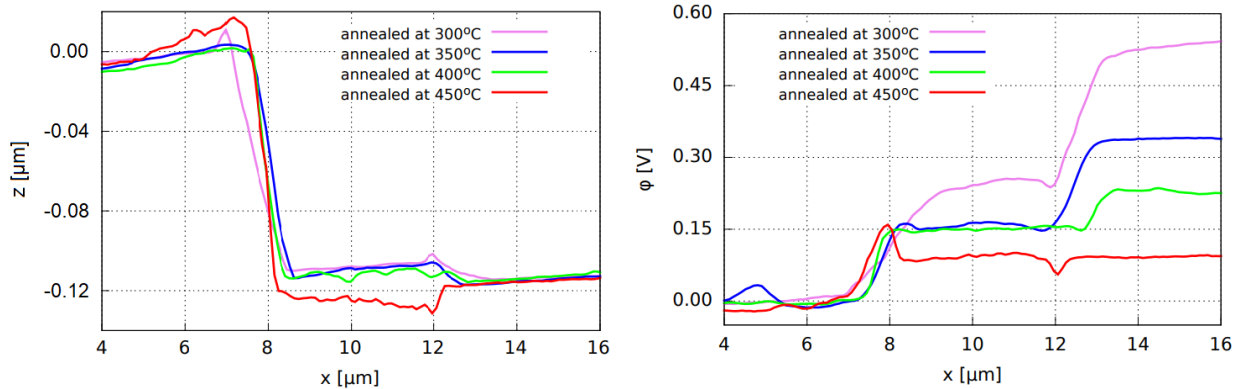 0.00
-0.04
-0.08
-0.12
z [µm]
annealed at 300ºC
annealed at 350ºC
annealed at 400ºC
annealed at 450ºC
4 6 8 10 12 14 16
x [µm]
0.60
0.45
0.30
0.15
0.00
φ [V]
annealed at 300ºC
annealed at 350ºC
annealed at 400ºC
annealed at 450ºC
4 6 8 10 12 14 16
x [µm]